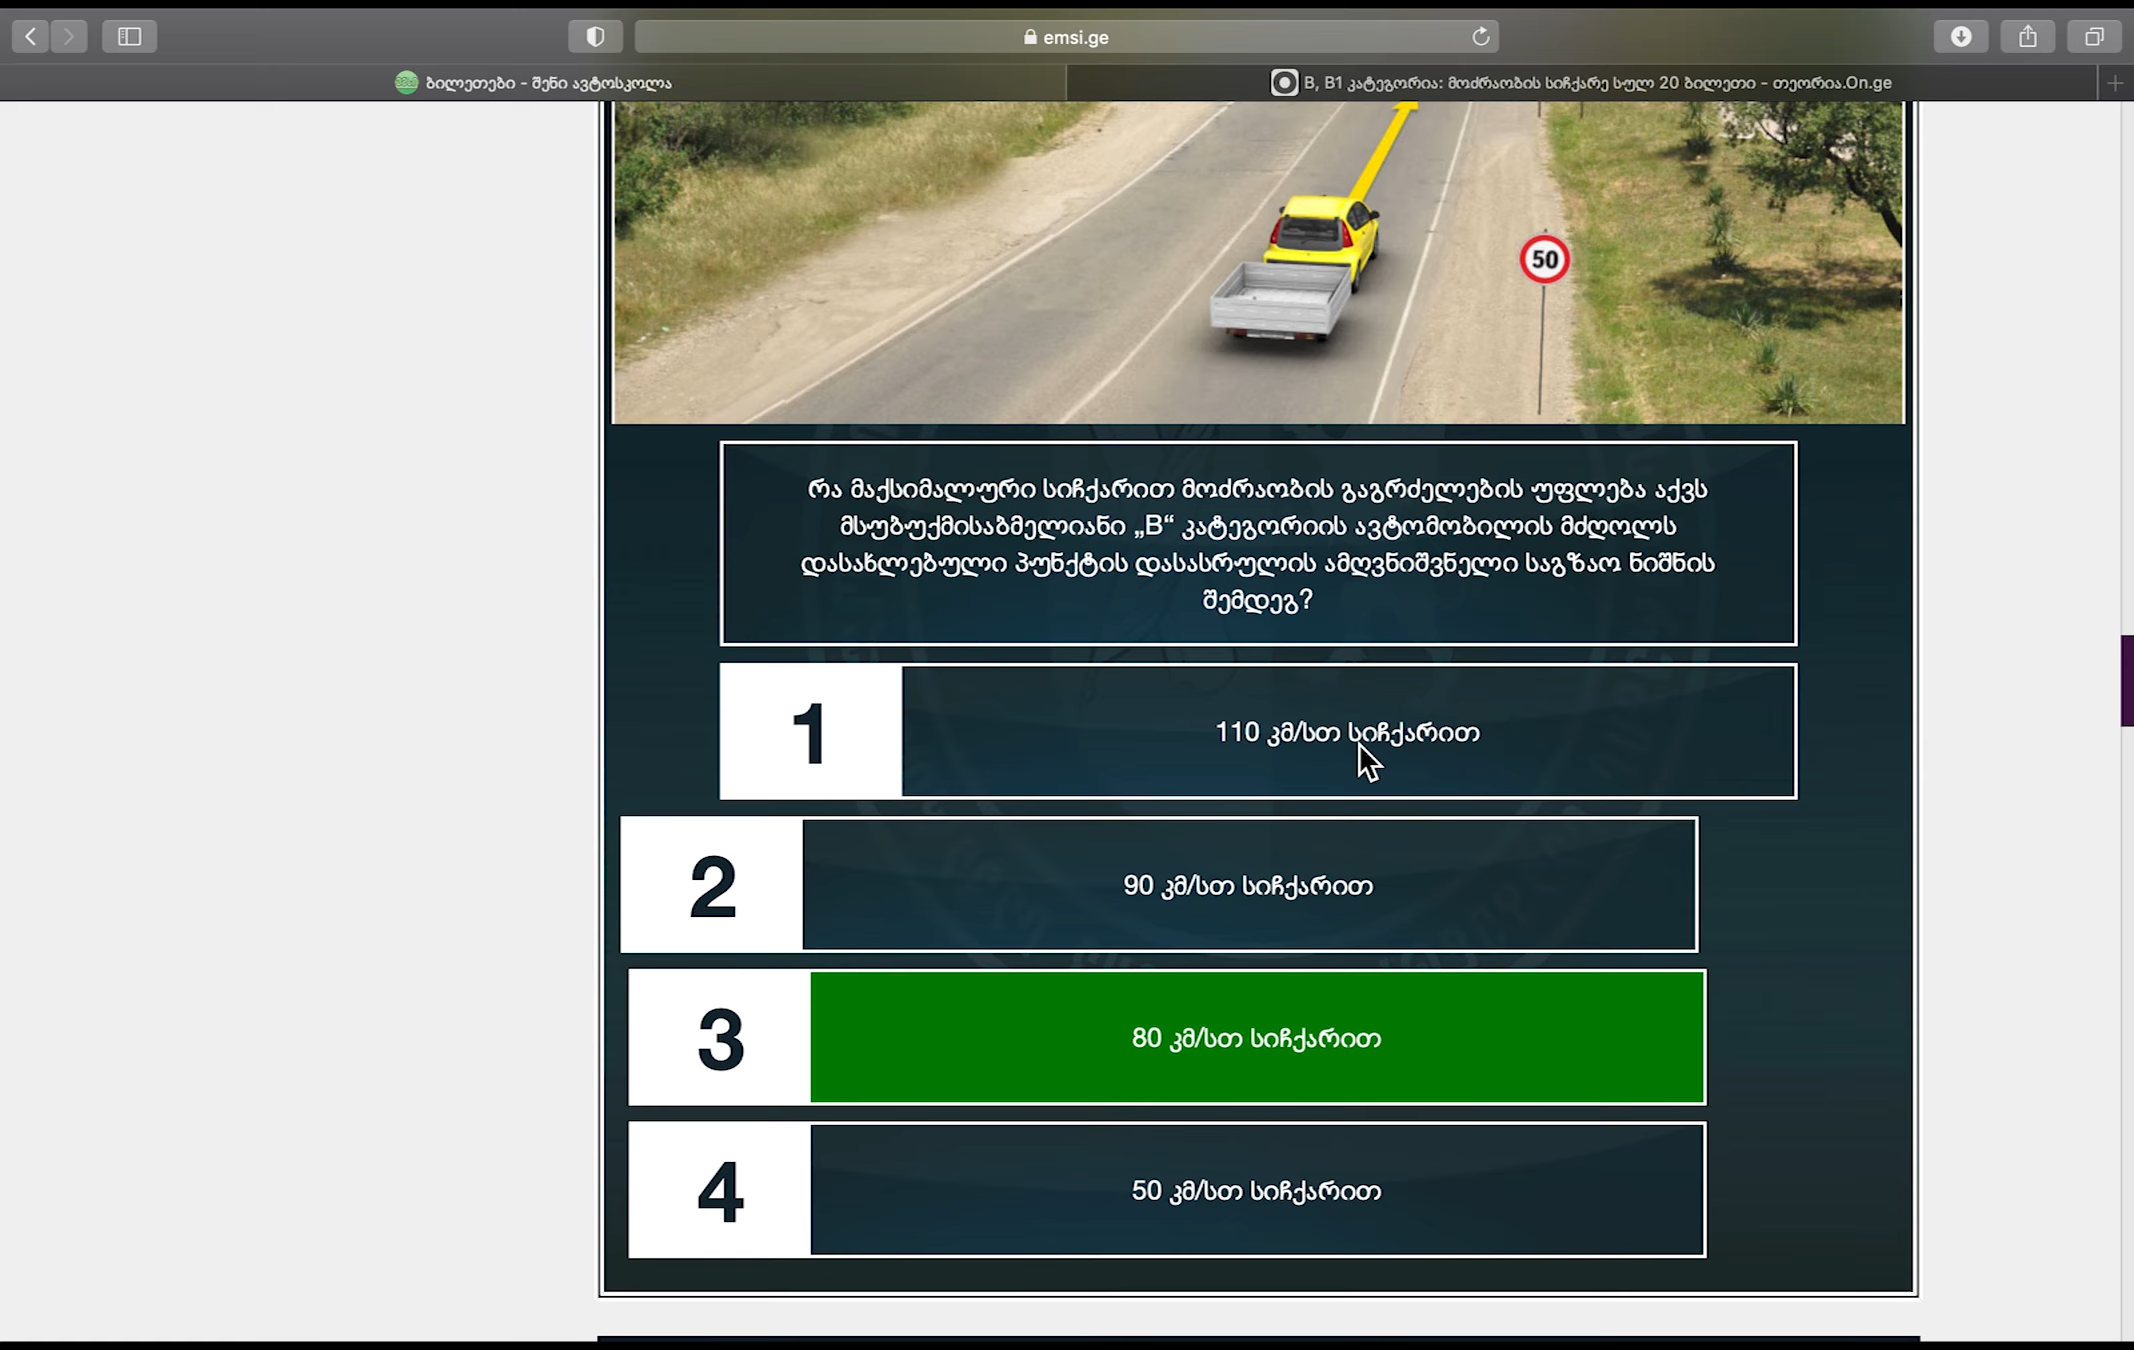 emsi.ge
ბილეთები - შენი ავტოსკოლა
B, B1 კატეგორია: მოძრაობის სიჩქარე სულ 20 ბილეთი - თეორია.On.ge
50
რა მაქსიმალური სიჩქარით მოძრაობის გაგრძელების უფლება აქვს
მსუბუქმისაბმელიანი „B“ კატეგორიის ავტომობილის მძღოლს
დასახლებული პუნქტის დასასრულის ამღვნიშვნელი საგზაო ნიშნის
შემდეგ?
1
110 კმ/სთ სიჩქარით
2
90 კმ/სთ სიჩქარით
3
80 კმ/სთ სიჩქარით
4
50 კმ/სთ სიჩქარით